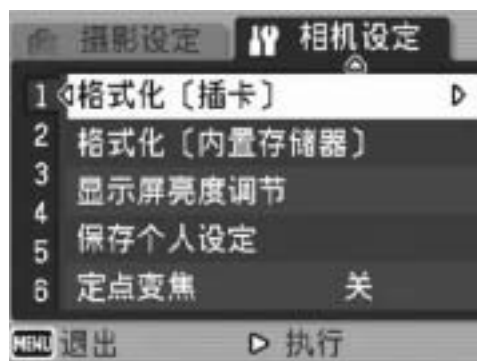 摄影设定 相机设定
1 格式化〔插卡〕
2 格式化〔内置存储器〕
3 显示屏亮度调节
4 保存个人设定
5
6 定点变焦 关
MENU 退出 执行